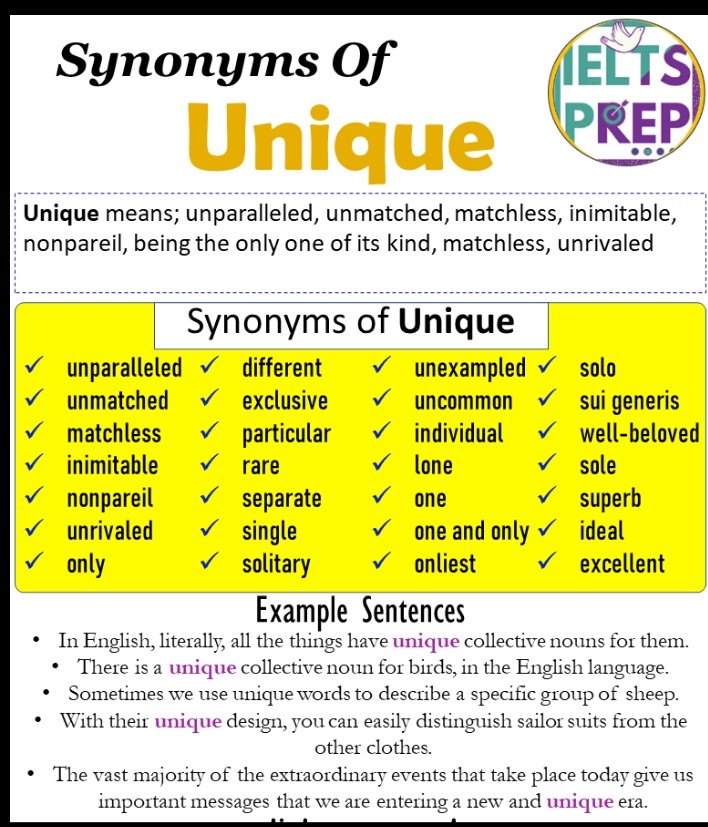 Synonyms Of
Unique
IELTS
PREP
Unique means; unparalleled, unmatched, matchless, inimitable,
nonpareil, being the only one of its kind, matchless, unrivaled
Synonyms of Unique
✓ unparalleled ✓ different ✓ unexampled ✓ solo
✓ unmatched ✓ exclusive ✓ uncommon ✓ sui generis
✓ matchless ✓ particular ✓ individual ✓ well-beloved
✓ inimitable ✓ rare ✓ lone ✓ sole
✓ nonpareil ✓ separate ✓ one ✓ superb
✓ unrivaled ✓ single ✓ one and only ✓ ideal
✓ only ✓ solitary ✓ onliest ✓ excellent
Example Sentences
• In English, literally, all the things have unique collective nouns for them.
• There is a unique collective noun for birds, in the English language.
• Sometimes we use unique words to describe a specific group of sheep.
• With their unique design, you can easily distinguish sailor suits from the
other clothes.
• The vast majority of the extraordinary events that take place today give us
important messages that we are entering a new and unique era.